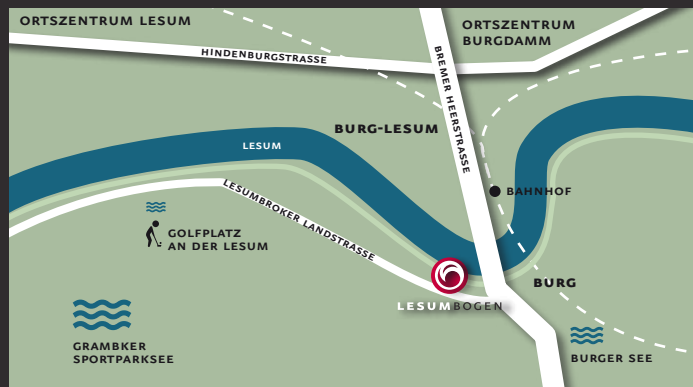 ORTSZENTRUM LESUM
ORTSZENTRUM
BURGDAMM
HINDENBURGSTRASSE
BREMER HEERSTRASSE
BURG-LESUM
LESUM
BAHNHOF
LESUMBROKER LANDSTRASSE
GOLFPLATZ
AN DER LESUM
BURG
LESUMBOGEN
GRAMBKER
SPORTPARKSEE
BURGER SEE